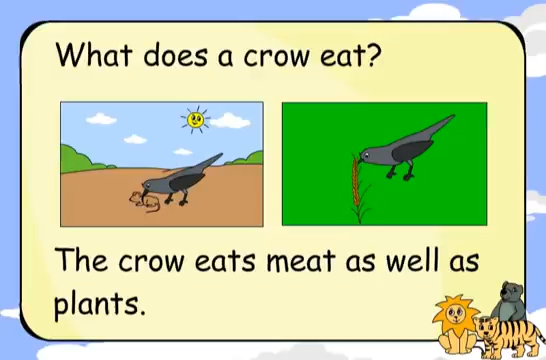 What does a crow eat?
The crow eats meat as well as
plants.